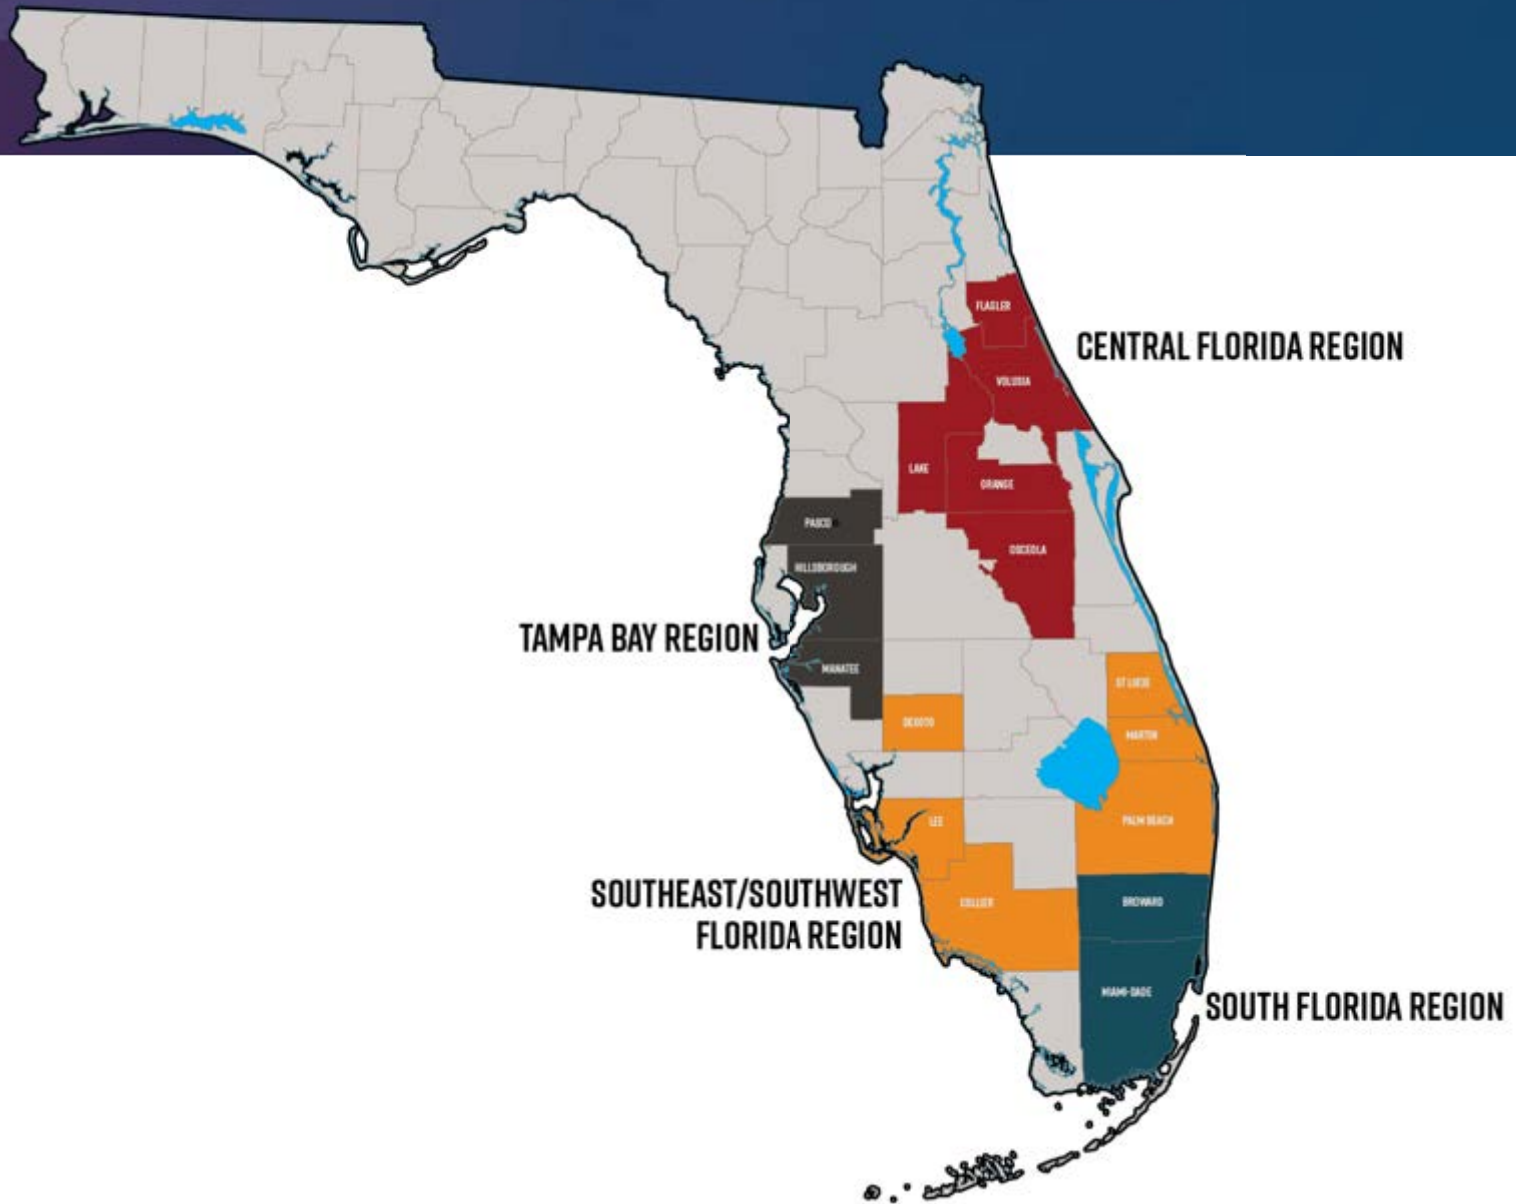 FLAGLER
CENTRAL FLORIDA REGION
VOLUSIA
LAKE
ORANGE
PASCO
OSCEOLA
HILLSBOROUGH
TAMPA BAY REGION
MANATEE
ST LUCIE
DESOTO
MARTIN
LEE
PALM BEACH
SOUTHEAST/SOUTHWEST
FLORIDA REGION
COLLIER
BROWARD
MIAMI-DADE
SOUTH FLORIDA REGION